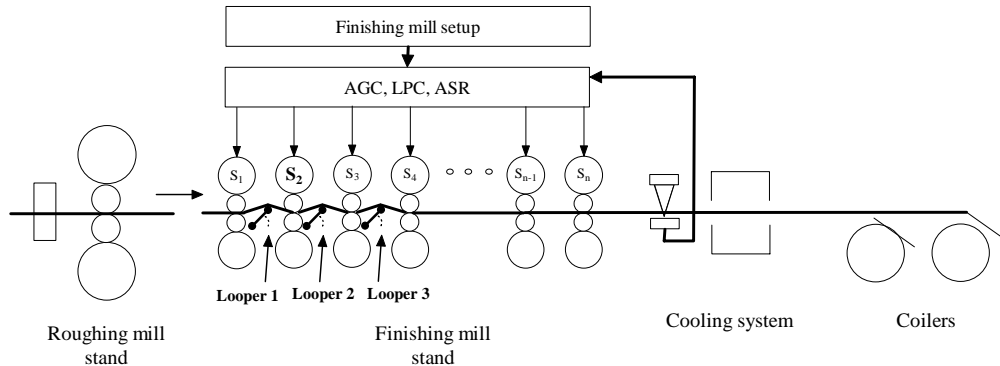 Finishing mill setup
AGC, LPC, ASR
S1
S2
S3
S4
Sn-1
Sn
Looper 1
Looper 2
Looper 3
Roughing mill
stand
Finishing mill
stand
Cooling system
Coilers